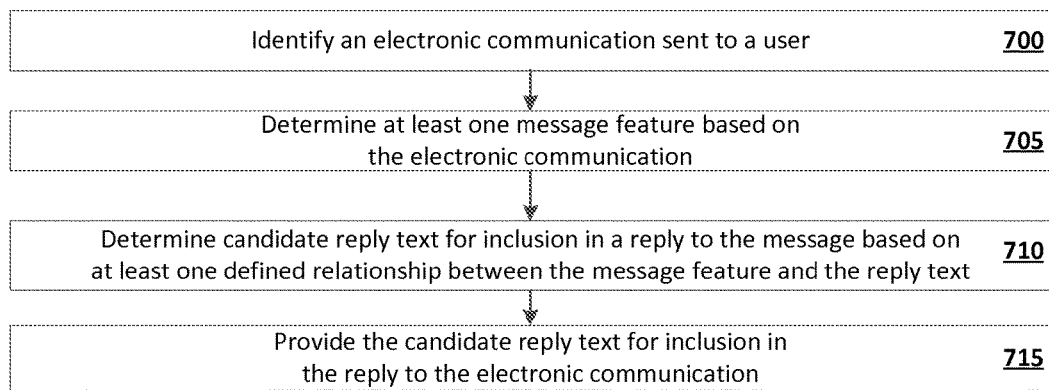 Identify an electronic communication sent to a user 700
Determine at least one message feature based on
the electronic communication 705
Determine candidate reply text for inclusion in a reply to the message based on
at least one defined relationship between the message feature and the reply text 710
Provide the candidate reply text for inclusion in
the reply to the electronic communication 715